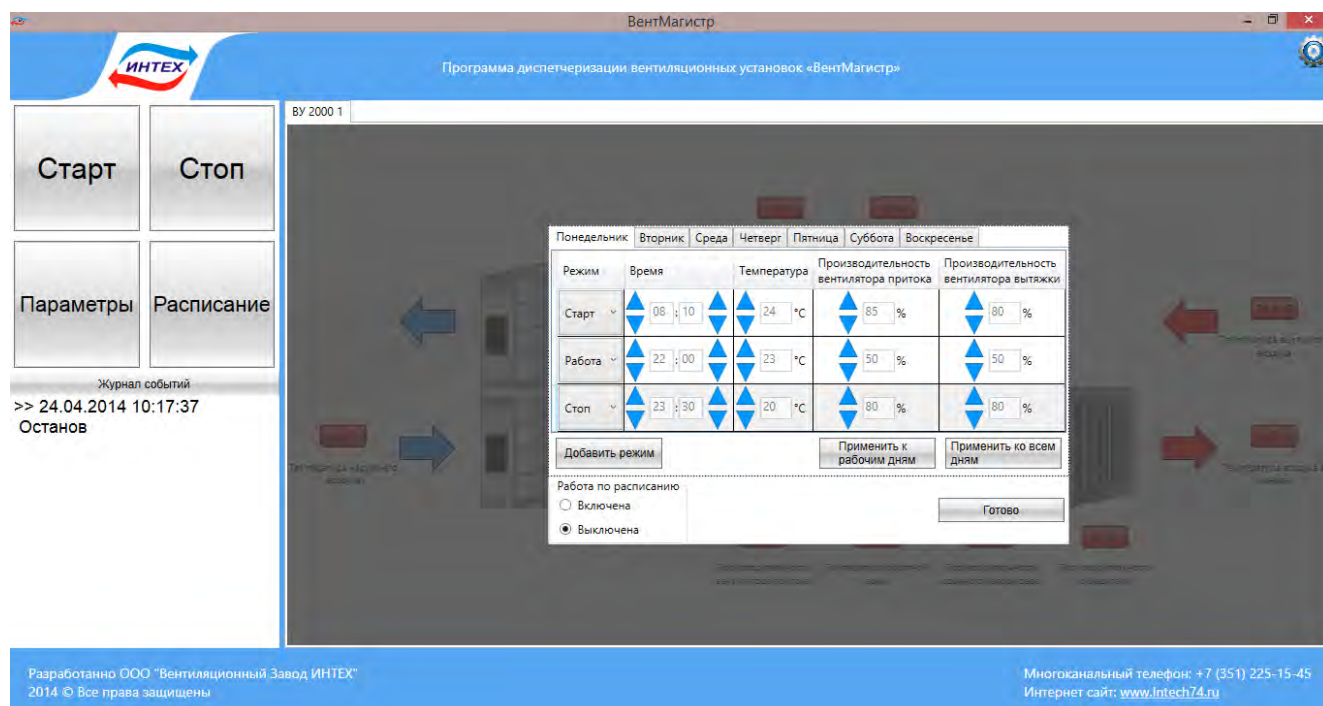 ВентМагистр
ИНТЕХ
Программа диспетчеризации вентиляционных установок «ВентМагистр»
Старт
Стоп
Параметры
Расписание
Журнал событий
>> 24.04.2014 10:17:37
Останов
ВУ 2000 1
Понедельник Вторник Среда Четверг Пятница Суббота Воскресенье
Режим Время Температура Производительность вентилятора притока Производительность вентилятора вытяжки
Старт 08 : 10 24 °C 85 % 80 %
Работа 22 : 00 23 °C 50 % 50 %
Стоп 23 : 30 20 °C 80 % 80 %
Добавить режим
Применить к
рабочим дням
Применить ко всем
дням
Работа по расписанию
Включена
Выключена
Готово
Разработанно ООО "Вентиляционный Завод ИНТЕХ"
2014 © Все права защищены
Многоканальный телефон: +7 (351) 225-15-45
Интернет сайт: www.Intech74.ru